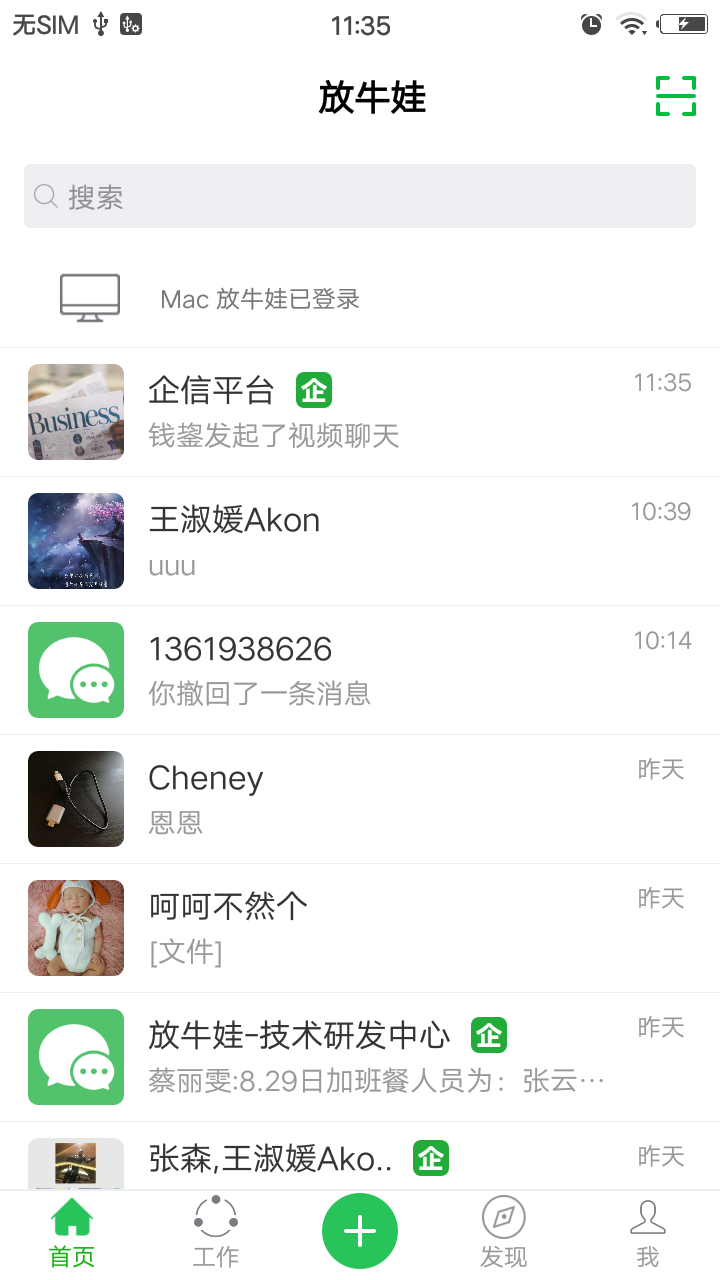 无SIM 11:35
放牛娃
搜索
Mac 放牛娃已登录
企信平台 企 11:35
Business
钱鋆发起了视频聊天
王淑媛Akon 10:39
uuu
1361938626 10:14
你撤回了一条消息
Cheney 昨天
恩恩
呵呵不然个 昨天
[文件]
放牛娃-技术研发中心 企 昨天
蔡丽雯:8.29日加班餐人员为：张云…
张森,王淑媛Ako.. 企 昨天
首页 工作 发现 我